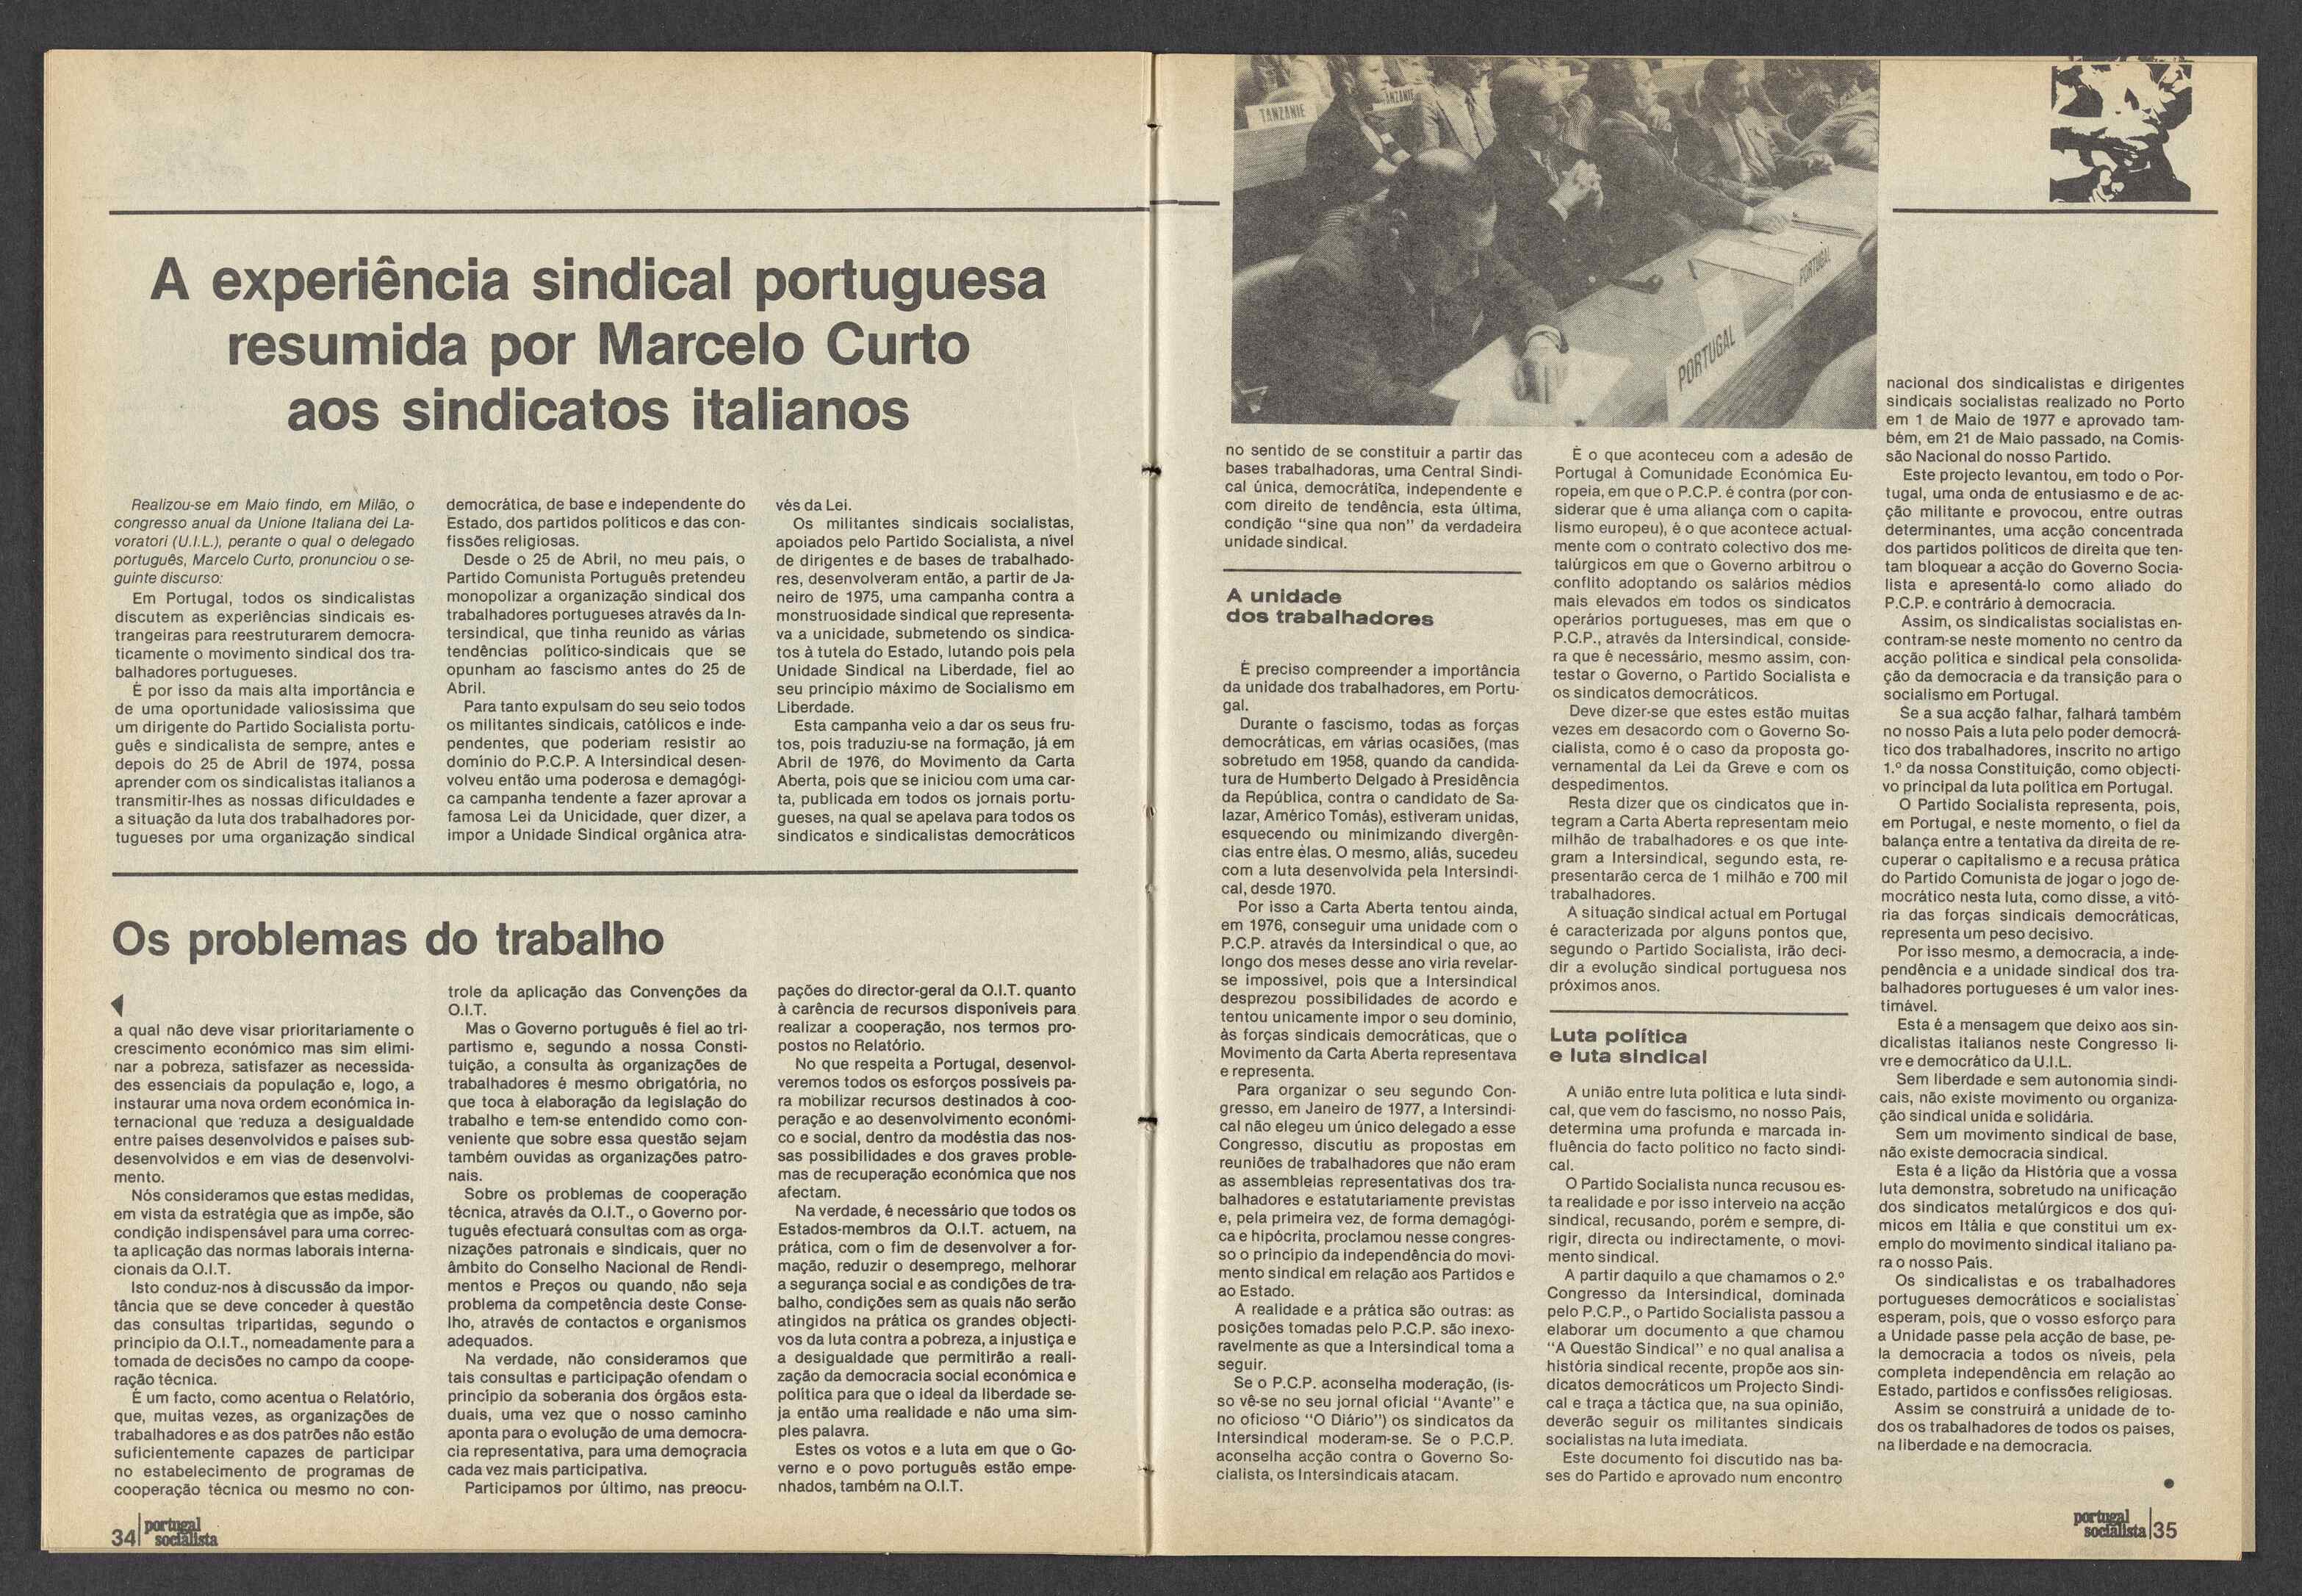 A experiência sindical portuguesa
resumida por Marcelo Curto
aos sindicatos italianos
Realizou-se em Maio findo, em Milão, o
congresso anual da Unione Italiana dei La-
voratori (U.I.L.), perante o qual o delegado
português, Marcelo Curto, pronunciou o se-
guinte discurso:
Em Portugal, todos os sindicalistas
discutem as experiências sindicais es-
trangeiras para reestruturarem democra-
ticamente o movimento sindical dos tra-
balhadores portugueses.
É por isso da mais alta importância e
de uma oportunidade valiosíssima que
um dirigente do Partido Socialista portu-
guês e sindicalista de sempre, antes e
depois do 25 de Abril de 1974, possa
aprender com os sindicalistas italianos a
transmitir-lhes as nossas dificuldades e
a situação da luta dos trabalhadores por-
tugueses por uma organização sindical
democrática, de base e independente do
Estado, dos partidos políticos e das con-
fissões religiosas.
Desde o 25 de Abril, no meu país, o
Partido Comunista Português pretendeu
monopolizar a organização sindical dos
trabalhadores portugueses através da In-
tersindical, que tinha reunido as várias
tendências político-sindicais que se
opunham ao fascismo antes do 25 de
Abril.
Para tanto expulsam do seu seio todos
os militantes sindicais, católicos e inde-
pendentes, que poderiam resistir ao
domínio do P.C.P. A Intersindical desen-
volveu então uma poderosa e demagógi-
ca campanha tendente a fazer aprovar a
famosa Lei da Unicidade, quer dizer, a
impor a Unidade Sindical orgânica atra-
vés da Lei.
Os militantes sindicais socialistas,
apoiados pelo Partido Socialista, a nível
de dirigentes e de bases de trabalhado-
res, desenvolveram então, a partir de Ja-
neiro de 1975, uma campanha contra a
monstruosidade sindical que representa-
va a unicidade, submetendo os sindica-
tos à tutela do Estado, lutando pois pela
Unidade Sindical na Liberdade, fiel ao
seu princípio máximo de Socialismo em
Liberdade.
Esta campanha veio a dar os seus fru-
tos, pois traduziu-se na formação, já em
Abril de 1976, do Movimento da Carta
Aberta, pois que se iniciou com uma car-
ta, publicada em todos os jornais portu-
gueses, na qual se apelava para todos os
sindicatos e sindicalistas democráticos
Os problemas do trabalho
a qual não deve visar prioritariamente o
crescimento económico mas sim elimi-
nar a pobreza, satisfazer as necessida-
des essenciais da população e, logo, a
instaurar uma nova ordem económica in-
ternacional que reduza a desigualdade
entre países desenvolvidos e países sub-
desenvolvidos e em vias de desenvolvi-
mento.
Nós consideramos que estas medidas,
em vista da estratégia que as impõe, são
condição indispensável para uma correc-
ta aplicação das normas laborais interna-
cionais da O.I.T.
Isto conduz-nos à discussão da impor-
tância que se deve conceder à questão
das consultas tripartidas, segundo o
princípio da O.I.T., nomeadamente para a
tomada de decisões no campo da coope-
ração técnica.
É um facto, como acentua o Relatório,
que, muitas vezes, as organizações de
trabalhadores e as dos patrões não estão
suficientemente capazes de participar
no estabelecimento de programas de
cooperação técnica ou mesmo no con-
trole da aplicação das Convenções da
O.I.T.
Mas o Governo português é fiel ao tri-
partismo e, segundo a nossa Consti-
tuição, a consulta às organizações de
trabalhadores é mesmo obrigatória, no
que toca à elaboração da legislação do
trabalho e tem-se entendido como con-
veniente que sobre essa questão sejam
também ouvidas as organizações patro-
nais.
Sobre os problemas de cooperação
técnica, através da O.I.T., o Governo por-
tuguês efectuará consultas com as orga-
nizações patronais e sindicais, quer no
âmbito do Conselho Nacional de Rendi-
mentos e Preços ou quando não seja
problema da competência deste Conse-
lho, através de contactos e organismos
adequados.
Na verdade, não consideramos que
tais consultas e participação ofendam o
princípio da soberania dos órgãos esta-
duais, uma vez que o nosso caminho
aponta para o evolução de uma democra-
cia representativa, para uma democracia
cada vez mais participativa.
Participamos por último, nas preocu-
pações do director-geral da O.I.T. quanto
à carência de recursos disponíveis para
realizar a cooperação, nos termos pro-
postos no Relatório.
No que respeita a Portugal, desenvol-
veremos todos os esforços possíveis pa-
ra mobilizar recursos destinados à coo-
peração e ao desenvolvimento económi-
co e social, dentro da modéstia das nos-
sas possibilidades e dos graves proble-
mas de recuperação económica que nos
afectam.
Na verdade, é necessário que todos os
Estados-membros da O.I.T. actuem, na
prática, com o fim de desenvolver a for-
mação, reduzir o desemprego, melhorar
a segurança social e as condições de tra-
balho, condições sem as quais não serão
atingidos na prática os grandes objecti-
vos da luta contra a pobreza, a injustiça e
a desigualdade que permitirão a reali-
zação da democracia social económica e
política para que o ideal da liberdade se-
ja então uma realidade e não uma sim-
ples palavra.
Estes os votos e a luta em que o Go-
verno e o povo português estão empe-
nhados, também na O.I.T.
34 portugal
socialista
TANZANIE
TANZANIE
PORTUGAL
PORTUGAL
no sentido de se constituir a partir das
bases trabalhadoras, uma Central Sindi-
cal única, democrática, independente e
com direito de tendência, esta última,
condição "sine qua non" da verdadeira
unidade sindical.
A unidade
dos trabalhadores
É preciso compreender a importância
da unidade dos trabalhadores, em Portu-
gal.
Durante o fascismo, todas as forças
democráticas, em várias ocasiões, (mas
sobretudo em 1958, quando da candida-
tura de Humberto Delgado à Presidência
da República, contra o candidato de Sa-
lazar, Américo Tomás), estiveram unidas,
esquecendo ou minimizando divergên-
cias entre elas. O mesmo, aliás, sucedeu
com a luta desenvolvida pela Intersindi-
cal, desde 1970.
Por isso a Carta Aberta tentou ainda,
em 1976, conseguir uma unidade com o
P.C.P. através da Intersindical o que, ao
longo dos meses desse ano viria revelar-
se impossível, pois que a Intersindical
desprezou possibilidades de acordo e
tentou unicamente impor o seu domínio,
às forças sindicais democráticas, que o
Movimento da Carta Aberta representava
e representa.
Para organizar o seu segundo Con-
gresso, em Janeiro de 1977, a Intersindi-
cal não elegeu um único delegado a esse
Congresso, discutiu as propostas em
reuniões de trabalhadores que não eram
as assembleias representativas dos tra-
balhadores e estatutariamente previstas
e, pela primeira vez, de forma demagógi-
ca e hipócrita, proclamou nesse congres-
so o princípio da independência do movi-
mento sindical em relação aos Partidos e
ao Estado.
A realidade e a prática são outras: as
posições tomadas pelo P.C.P. são inexo-
ravelmente as que a Intersindical toma a
seguir.
Se o P.C.P. aconselha moderação, (is-
so vê-se no seu jornal oficial "Avante" e
no oficioso "O Diário") os sindicatos da
Intersindical moderam-se. Se o P.C.P.
aconselha acção contra o Governo So-
cialista, os Intersindicais atacam.
É o que aconteceu com a adesão de
Portugal à Comunidade Económica Eu-
ropeia, em que o P.C.P. é contra (por con-
siderar que é uma aliança com o capita-
lismo europeu), é o que acontece actual-
mente com o contrato colectivo dos me-
talúrgicos em que o Governo arbitrou o
conflito adoptando os salários médios
mais elevados em todos os sindicatos
operários portugueses, mas em que o
P.C.P., através da Intersindical, conside-
ra que é necessário, mesmo assim, con-
testar o Governo, o Partido Socialista e
os sindicatos democráticos.
Deve dizer-se que estes estão muitas
vezes em desacordo com o Governo So-
cialista, como é o caso da proposta go-
vernamental da Lei da Greve e com os
despedimentos.
Resta dizer que os cindicatos que in-
tegram a Carta Aberta representam meio
milhão de trabalhadores e os que inte-
gram a Intersindical, segundo esta, re-
presentarão cerca de 1 milhão e 700 mil
trabalhadores.
A situação sindical actual em Portugal
é caracterizada por alguns pontos que,
segundo o Partido Socialista, irão deci-
dir a evolução sindical portuguesa nos
próximos anos.
Luta política
e luta sindical
A união entre luta política e luta sindi-
cal, que vem do fascismo, no nosso País,
determina uma profunda e marcada in-
fluência do facto político no facto sindi-
cal.
O Partido Socialista nunca recusou es-
ta realidade e por isso interveio na acção
sindical, recusando, porém e sempre, di-
rigir, directa ou indirectamente, o movi-
mento sindical.
A partir daquilo a que chamamos o 2.º
Congresso da Intersindical, dominada
pelo P.C.P., o Partido Socialista passou a
elaborar um documento a que chamou
"A Questão Sindical" e no qual analisa a
história sindical recente, propõe aos sin-
dicatos democráticos um Projecto Sindi-
cal e traça a táctica que, na sua opinião,
deverão seguir os militantes sindicais
socialistas na luta imediata.
Este documento foi discutido nas ba-
ses do Partido e aprovado num encontro
nacional dos sindicalistas e dirigentes
sindicais socialistas realizado no Porto
em 1 de Maio de 1977 e aprovado tam-
bém, em 21 de Maio passado, na Comis-
são Nacional do nosso Partido.
Este projecto levantou, em todo o Por-
tugal, uma onda de entusiasmo e de ac-
ção militante e provocou, entre outras
determinantes, uma acção concentrada
dos partidos políticos de direita que ten-
tam bloquear a acção do Governo Socia-
lista e apresentá-lo como aliado do
P.C.P. e contrário à democracia.
Assim, os sindicalistas socialistas en-
contram-se neste momento no centro da
acção política e sindical pela consolida-
ção da democracia e da transição para o
socialismo em Portugal.
Se a sua acção falhar, falhará também
no nosso País a luta pelo poder democrá-
tico dos trabalhadores, inscrito no artigo
1.º da nossa Constituição, como objecti-
vo principal da luta política em Portugal.
O Partido Socialista representa, pois,
em Portugal, e neste momento, o fiel da
balança entre a tentativa da direita de re-
cuperar o capitalismo e a recusa prática
do Partido Comunista de jogar o jogo de-
mocrático nesta luta, como disse, a vitó-
ria das forças sindicais democráticas,
representa um peso decisivo.
Por isso mesmo, a democracia, a inde-
pendência e a unidade sindical dos tra-
balhadores portugueses é um valor ines-
timável.
Esta é a mensagem que deixo aos sin-
dicalistas italianos neste Congresso li-
vre e democrático da U.I.L.
Sem liberdade e sem autonomia sindi-
cais, não existe movimento ou organiza-
ção sindical unida e solidária.
Sem um movimento sindical de base,
não existe democracia sindical.
Esta é a lição da História que a vossa
luta demonstra, sobretudo na unificação
dos sindicatos metalúrgicos e dos quí-
micos em Itália e que constitui um ex-
emplo do movimento sindical italiano pa-
ra o nosso País.
Os sindicalistas e os trabalhadores
portugueses democráticos e socialistas
esperam, pois, que o vosso esforço para
a Unidade passe pela acção de base, pe-
la democracia a todos os níveis, pela
completa independência em relação ao
Estado, partidos e confissões religiosas.
Assim se construirá a unidade de to-
dos os trabalhadores de todos os países,
na liberdade e na democracia.
portugal
socialista 35